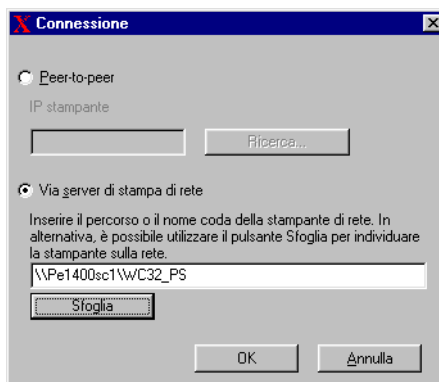 Connessione
Peer-to-peer
IP stampante
Ricerca...
Via server di stampa di rete
Inserire il percorso o il nome coda della stampante di rete. In
alternativa, è possibile utilizzare il pulsante Sfoglia per individuare
la stampante sulla rete.
\\Pe1400sc1\WC32_PS
Sfoglia
OK
Annulla